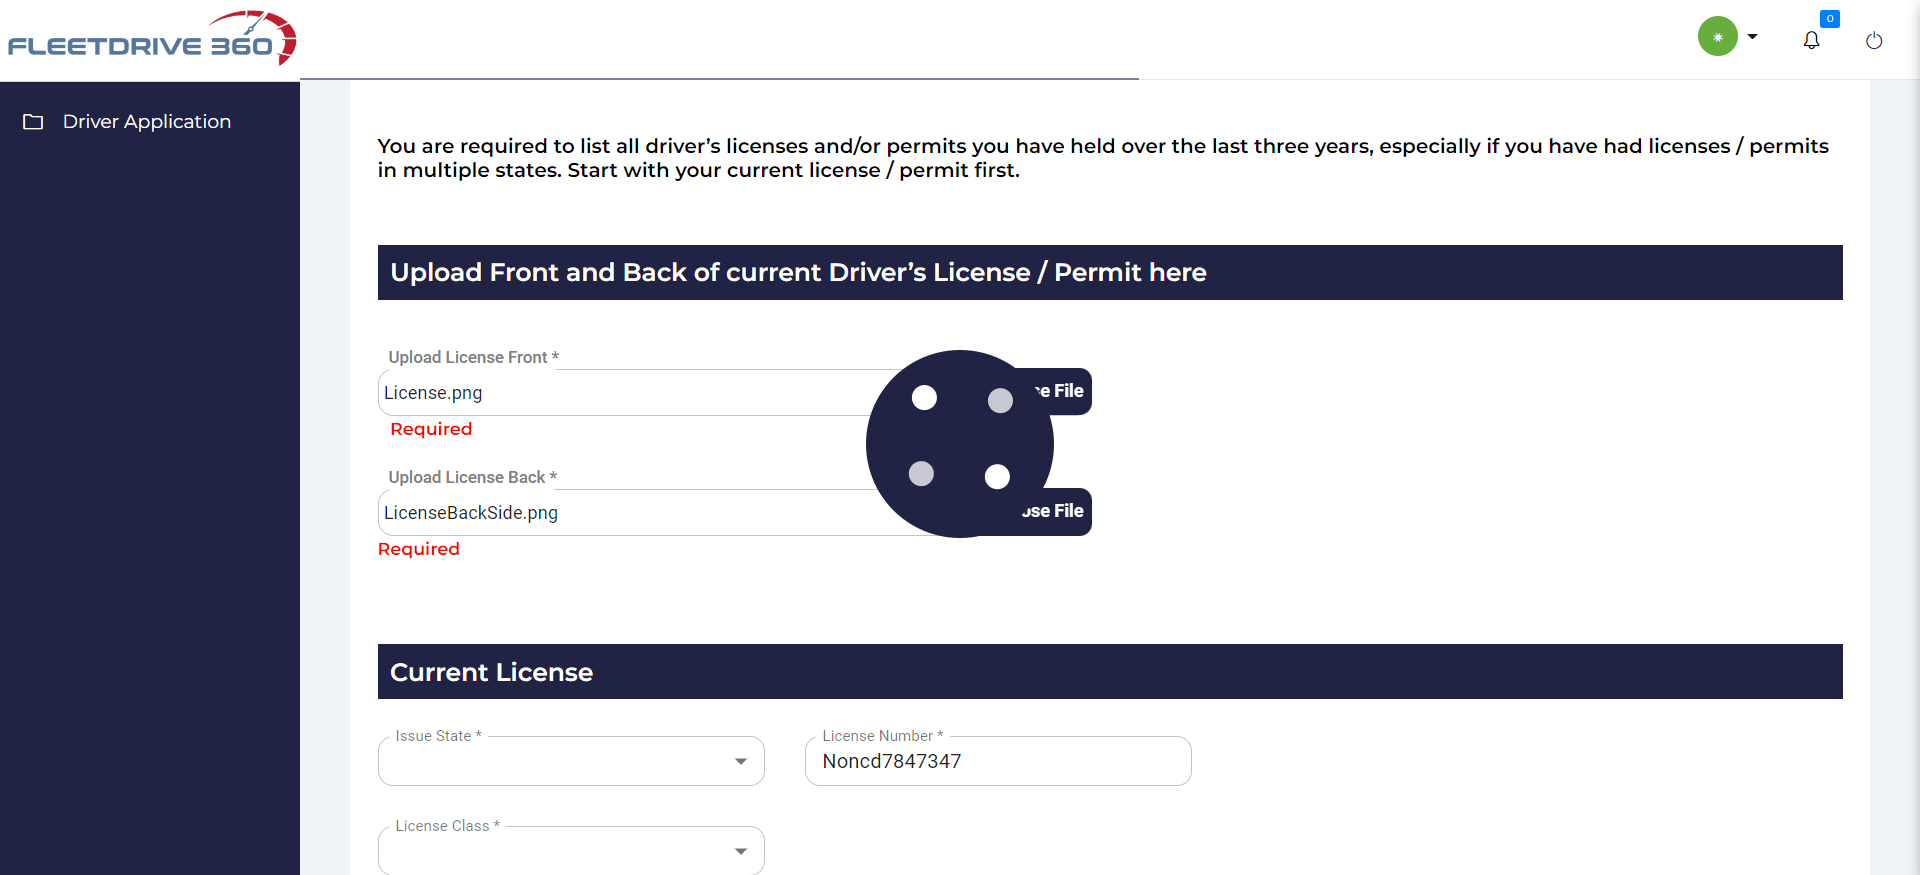 FLEETDRIVE 360
0
Driver Application
You are required to list all driver’s licenses and/or permits you have held over the last three years, especially if you have had licenses / permits
in multiple states. Start with your current license / permit first.
Upload Front and Back of current Driver’s License / Permit here
Upload License Front *
License.png
File
Required
Upload License Back *
LicenseBackSide.png
File
Required
Current License
Issue State *
License Number *
Noncd7847347
License Class *